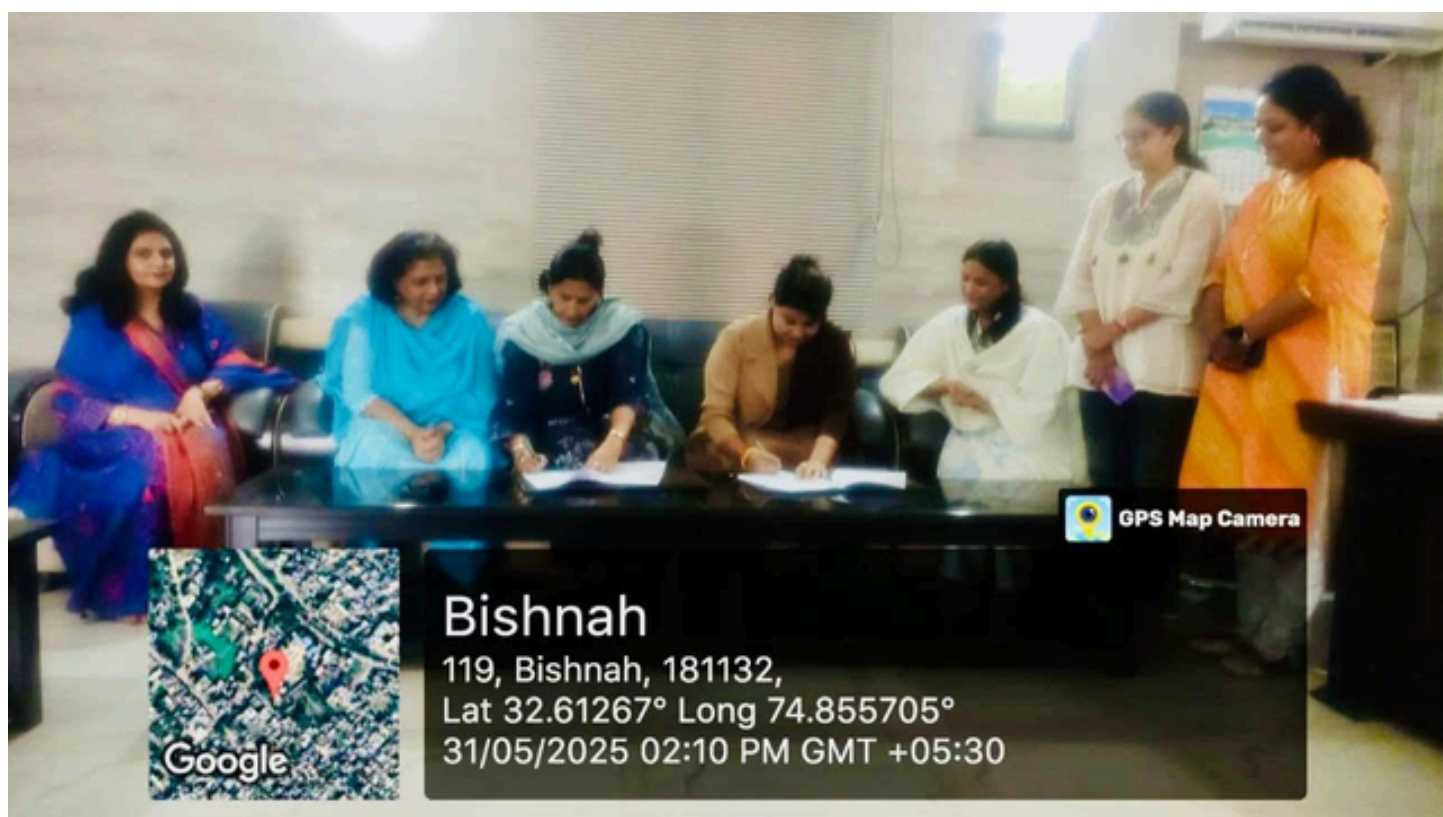 GPS Map Camera
Bishnah
119, Bishnah, 181132,
Lat 32.61267° Long 74.855705°
31/05/2025 02:10 PM GMT +05:30
Google